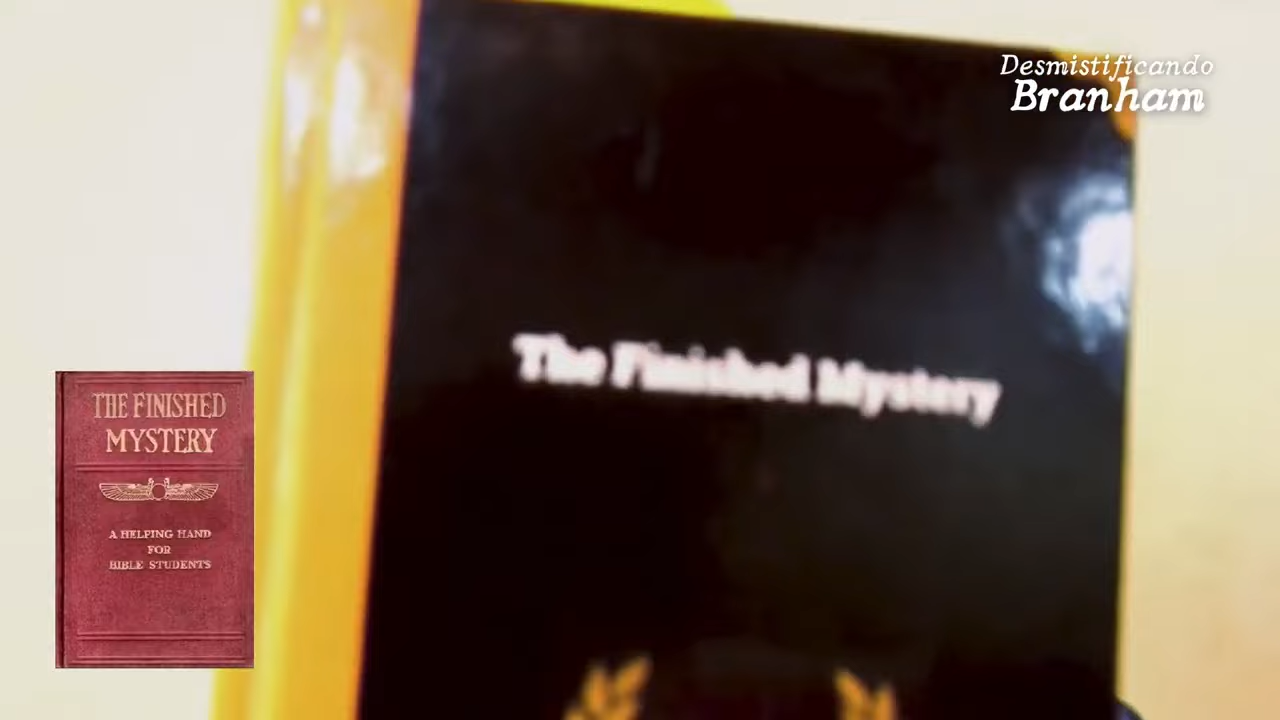 Desmistificando
Branham
The Finished Mystery
THE FINISHED
MYSTERY
A HELPING HAND
FOR
BIBLE STUDENTS